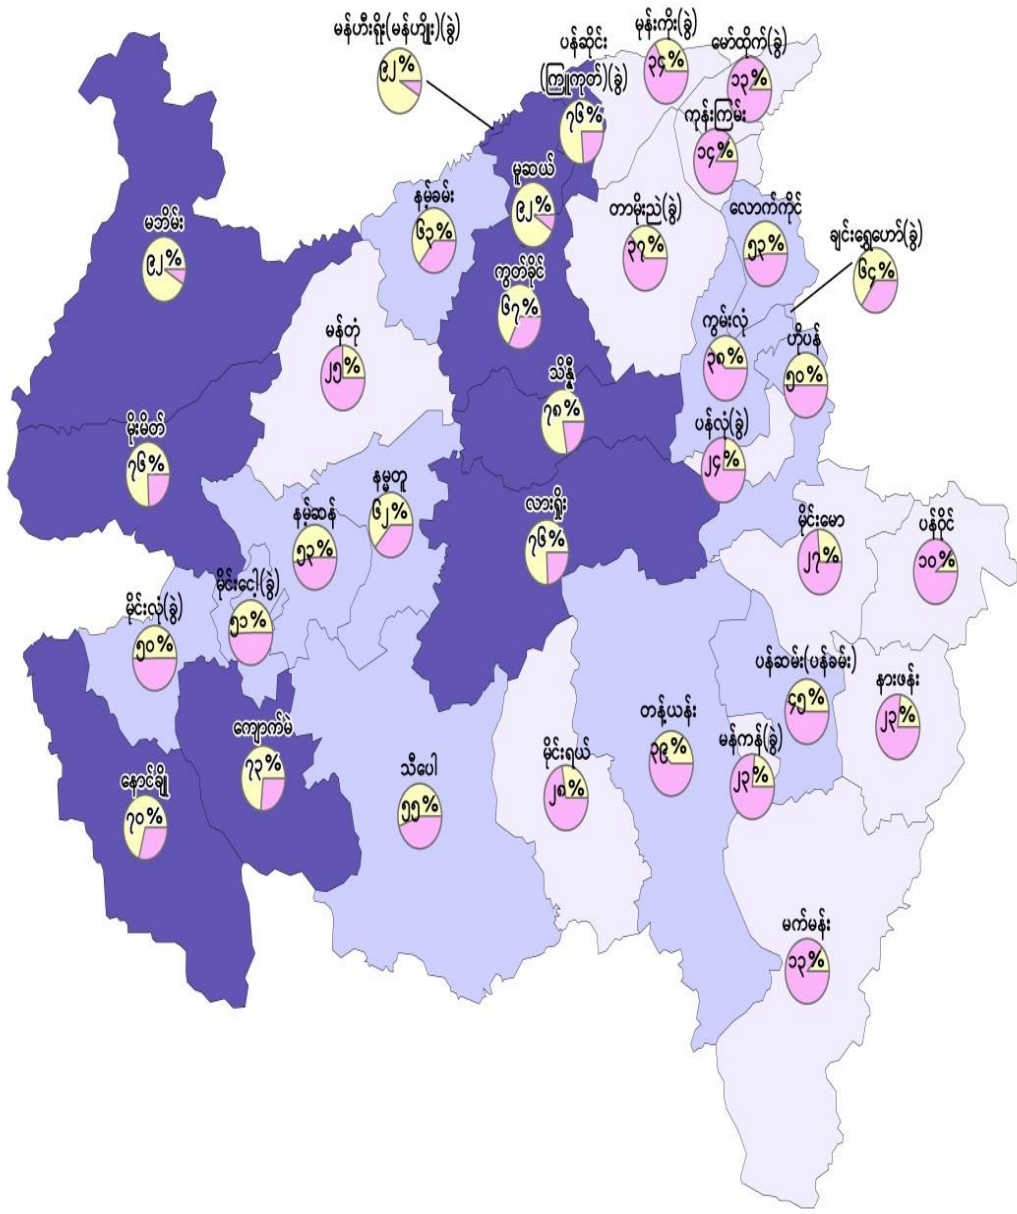 မန်ဟီးရိုး(မန်ဟျိုး)(ခွဲ)
၉၂%
ပန်ဆိုင်း
(ကြူကုတ်)(ခွဲ)
၇၆%
မုန်းကိုး(ခွဲ)
၃၄%
မော်ထိုက်(ခွဲ)
၁၃%
ကုန်းကြမ်း
၁၄%
မူဆယ်
၉၂%
နမ့်ခမ်း
၆၃%
တာမိုးညဲ(ခွဲ)
၃၇%
လောက်ကိုင်
၅၃%
ချင်းရွှေဟော်(ခွဲ)
၆၄%
မဘိမ်း
၉၂%
ကွတ်ခိုင်
၆၇%
မန်တုံ
၂၅%
ကွမ်းလုံ
၃၈%
ဟိုပန်
၅၀%
သိန္နီ
၇၈%
ပန်လုံ(ခွဲ)
၂၄%
မိုးမိတ်
၇၆%
နမ္မတူ
၆၂%
နမ့်ဆန်
၅၃%
လားရှိုး
၇၆%
မိုင်းမော
၂၇%
ပန်ဝိုင်
၁၀%
မိုင်းငေါ့(ခွဲ)
၅၁%
မိုင်းလုံ(ခွဲ)
၅၀%
ပန်ဆမ်း(ပန်ခမ်း)
၄၅%
နားဖန်း
၂၃%
ကျောက်မဲ
၇၃%
တန့်ယန်း
၃၉%
မန်ကန်(ခွဲ)
၂၃%
နောင်ချို
၇၀%
သီပေါ
၅၅%
မိုင်းရယ်
၂၈%
မက်မန်း
၁၃%